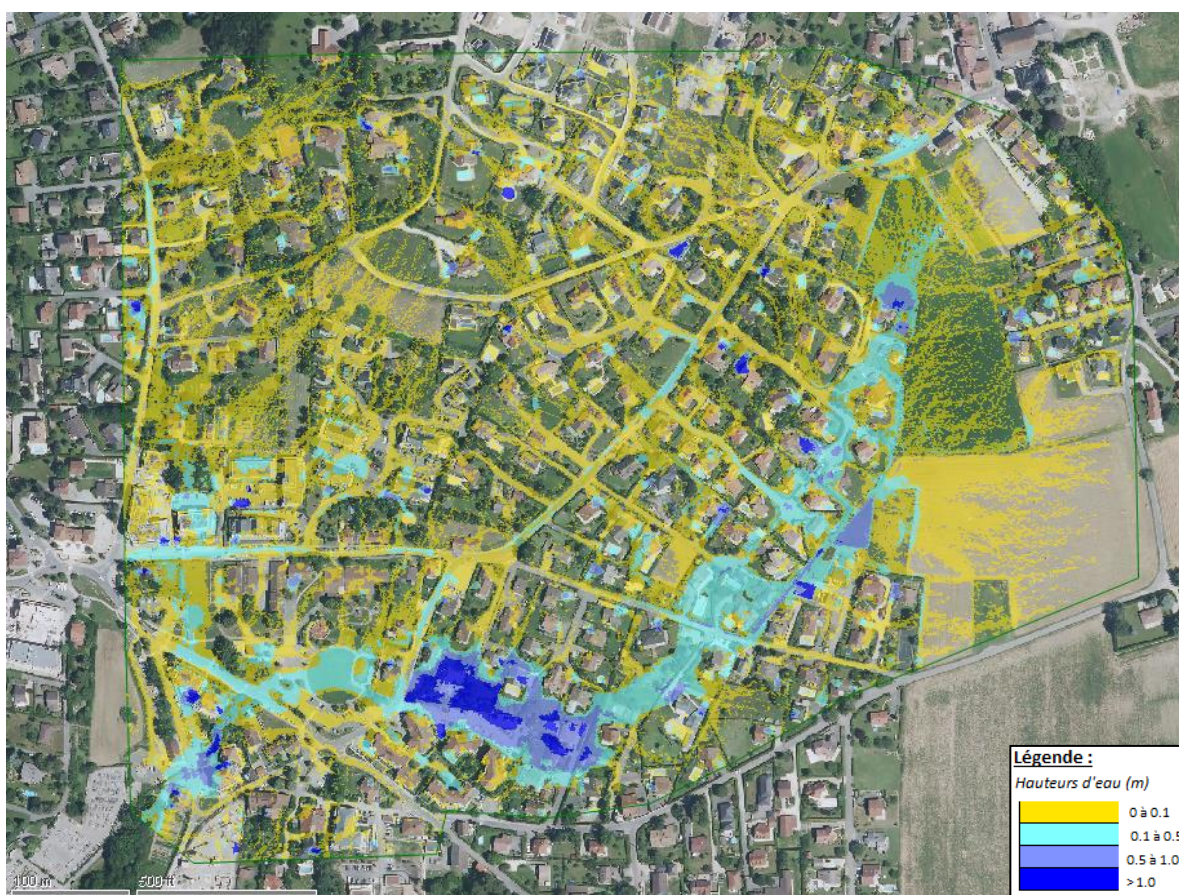 Légende :
Hauteurs d'eau (m)
0 à 0.1
0.1 à 0.5
0.5 à 1.0
> 1.0
100 m
500 ft